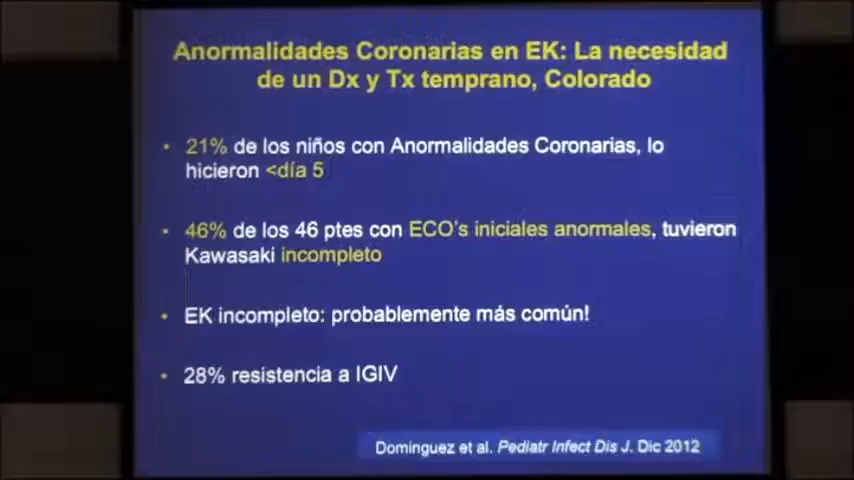 Anormalidades Coronarias en EK: La necesidad
de un Dx y Tx temprano, Colorado
• 21% de los niños con Anormalidades Coronarias, lo
hicieron <día 5
• 46% de los 46 ptes con ECO's iniciales anormales, tuvieron
Kawasaki incompleto
• EK incompleto: probablemente más común!
• 28% resistencia a IGIV
Dominguez et al. Pediatr Infect Dis J. Dic 2012